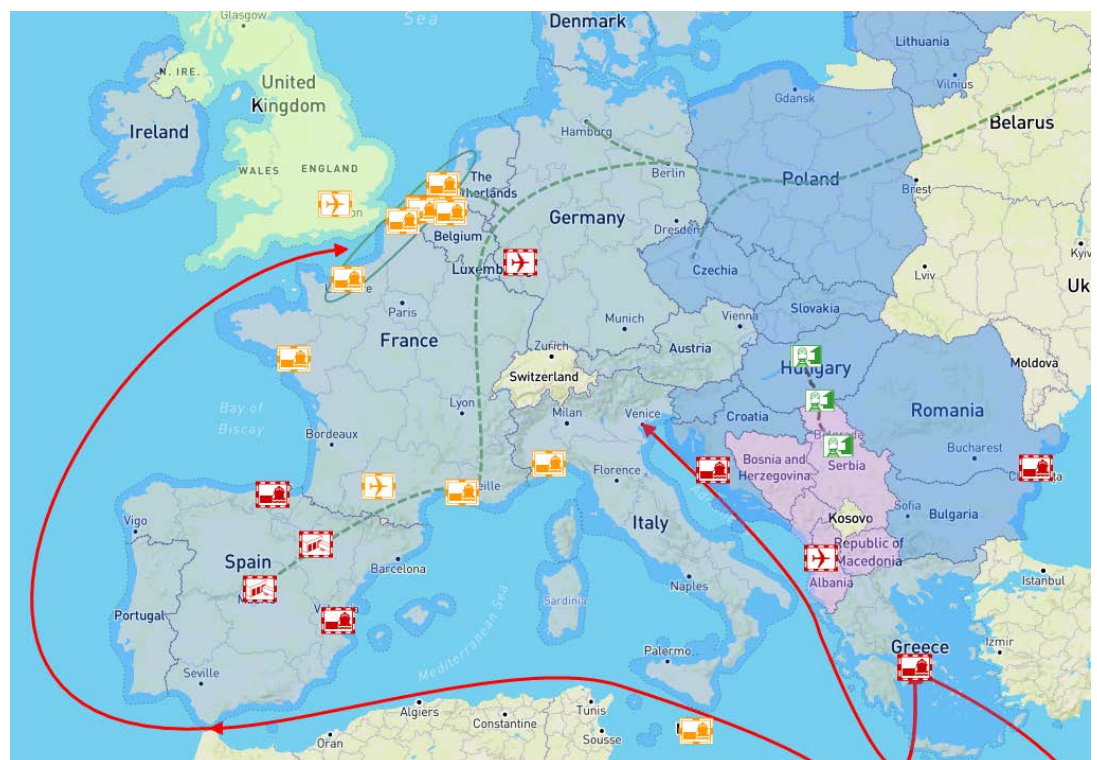 Glasgow
Sea
Denmark
Lithuania
Vilnius
N. IRE.
United
Kingdom
Gdansk
Belarus
Ireland
Hamburg
WALES
ENGLAND
The
Berlin
Poland
Brest
Germany
Dresden
Belgium
Kyiv
Luxemb
Czechia
Lviv
Uk
Paris
Slovakia
France
Munich
Vienna
Zurich
Austria
Hungary
Moldova
Switzerland
Bay of
Biscay
Lyon
Milan
Venice
Croatia
Romania
Bordeaux
Bucharest
Bosnia and
Herzegovina
Serbia
Florence
Vigo
Sofia
Bulgaria
Italy
Kosovo
Spain
Barcelona
Republic of
Macedonia
Albania
Istanbul
Naples
Portugal
Sardinia
Mediterranean Sea
Greece
Izmir
Palermo
Seville
Algiers
Constantine
Tunis
Oran
Sousse